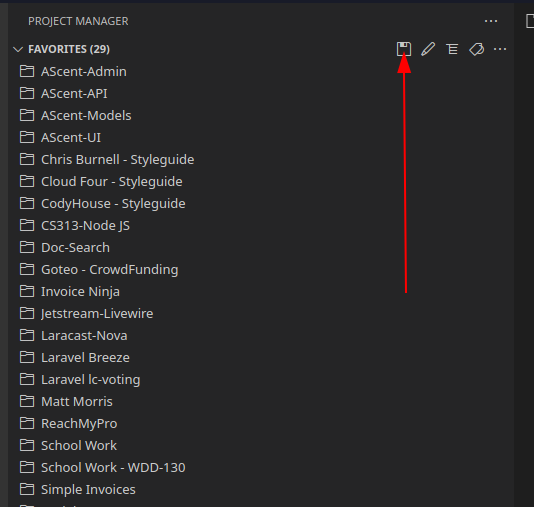 PROJECT MANAGER
FAVORITES (29)
AScent-Admin
AScent-API
AScent-Models
AScent-UI
Chris Burnell - Styleguide
Cloud Four - Styleguide
CodyHouse - Styleguide
CS313-Node JS
Doc-Search
Goteo - CrowdFunding
Invoice Ninja
Jetstream-Livewire
Laracast-Nova
Laravel Breeze
Laravel lc-voting
Matt Morris
ReachMyPro
School Work
School Work - WDD-130
Simple Invoices